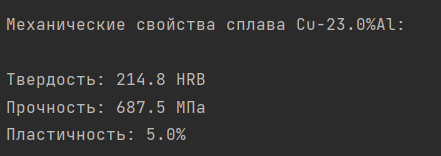 Механические свойства сплава Cu-23.0%Al:
Твердость: 214.8 HRB
Прочность: 687.5 МПа
Пластичность: 5.0%